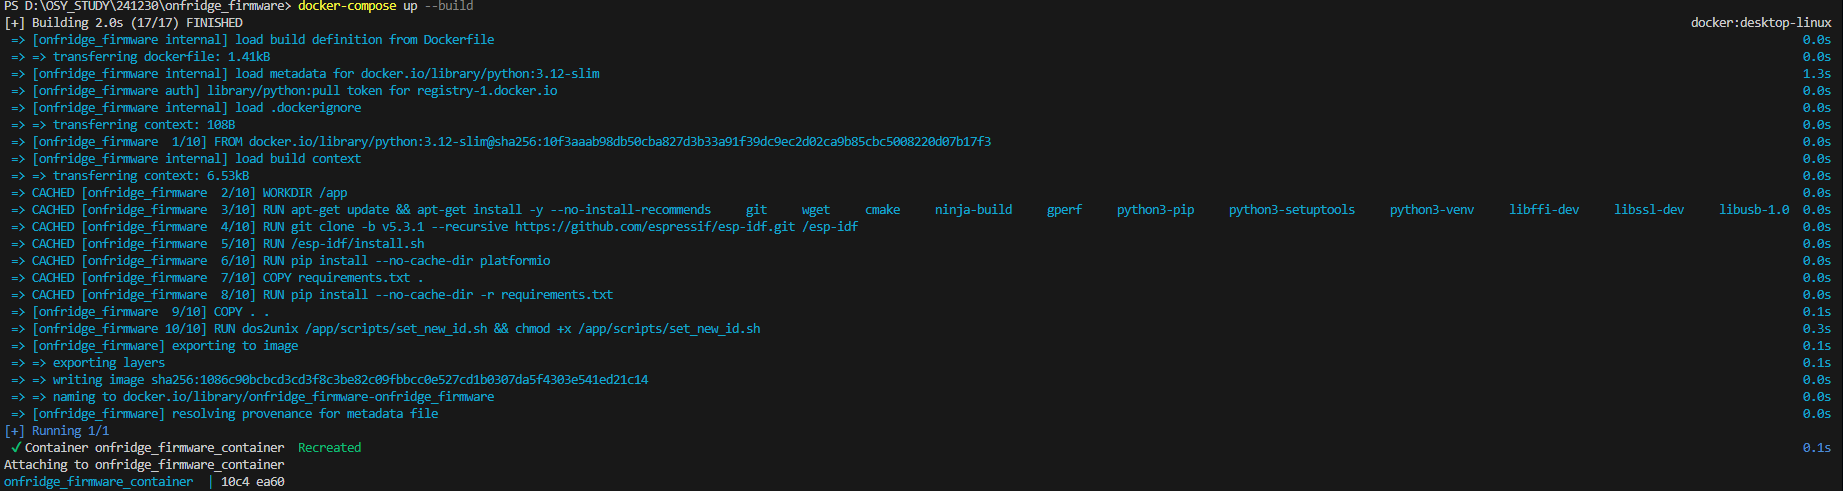 PS D:\OSY_STUDY\241230\onfridge_firmware> docker-compose up --build
[+] Building 2.0s (17/17) FINISHED docker:desktop-linux
=> [onfridge_firmware internal] load build definition from Dockerfile 0.0s
=> => transferring dockerfile: 1.41kB 0.0s
=> [onfridge_firmware internal] load metadata for docker.io/library/python:3.12-slim 1.3s
=> [onfridge_firmware auth] library/python:pull token for registry-1.docker.io 0.0s
=> [onfridge_firmware internal] load .dockerignore 0.0s
=> => transferring context: 108B 0.0s
=> [onfridge_firmware 1/10] FROM docker.io/library/python:3.12-slim@sha256:10f3aaab98db50cba827d3b33a91f39dc9ec2d02ca9b85cbc5008220d07b17f3 0.0s
=> [onfridge_firmware internal] load build context 0.0s
=> => transferring context: 6.53kB 0.0s
=> CACHED [onfridge_firmware 2/10] WORKDIR /app 0.0s
=> CACHED [onfridge_firmware 3/10] RUN apt-get update && apt-get install -y --no-install-recommends git wget cmake ninja-build gperf python3-pip python3-setuptools python3-venv libffi-dev libssl-dev libusb-1.0 0.0s
=> CACHED [onfridge_firmware 4/10] RUN git clone -b v5.3.1 --recursive https://github.com/espressif/esp-idf.git /esp-idf 0.0s
=> CACHED [onfridge_firmware 5/10] RUN /esp-idf/install.sh 0.0s
=> CACHED [onfridge_firmware 6/10] RUN pip install --no-cache-dir platformio 0.0s
=> CACHED [onfridge_firmware 7/10] COPY requirements.txt . 0.0s
=> CACHED [onfridge_firmware 8/10] RUN pip install --no-cache-dir -r requirements.txt 0.0s
=> [onfridge_firmware 9/10] COPY . . 0.1s
=> [onfridge_firmware 10/10] RUN dos2unix /app/scripts/set_new_id.sh && chmod +x /app/scripts/set_new_id.sh 0.3s
=> [onfridge_firmware] exporting to image 0.1s
=> => exporting layers 0.1s
=> => writing image sha256:1086c90bcbcd3cd3f8c3be82c09fbbcc0e527cd1b0307da5f4303e541ed21c14 0.0s
=> => naming to docker.io/library/onfridge_firmware-onfridge_firmware 0.0s
=> [onfridge_firmware] resolving provenance for metadata file 0.0s
[+] Running 1/1
✓ Container onfridge_firmware_container Recreated 0.1s
Attaching to onfridge_firmware_container
onfridge_firmware_container | 10c4 ea60